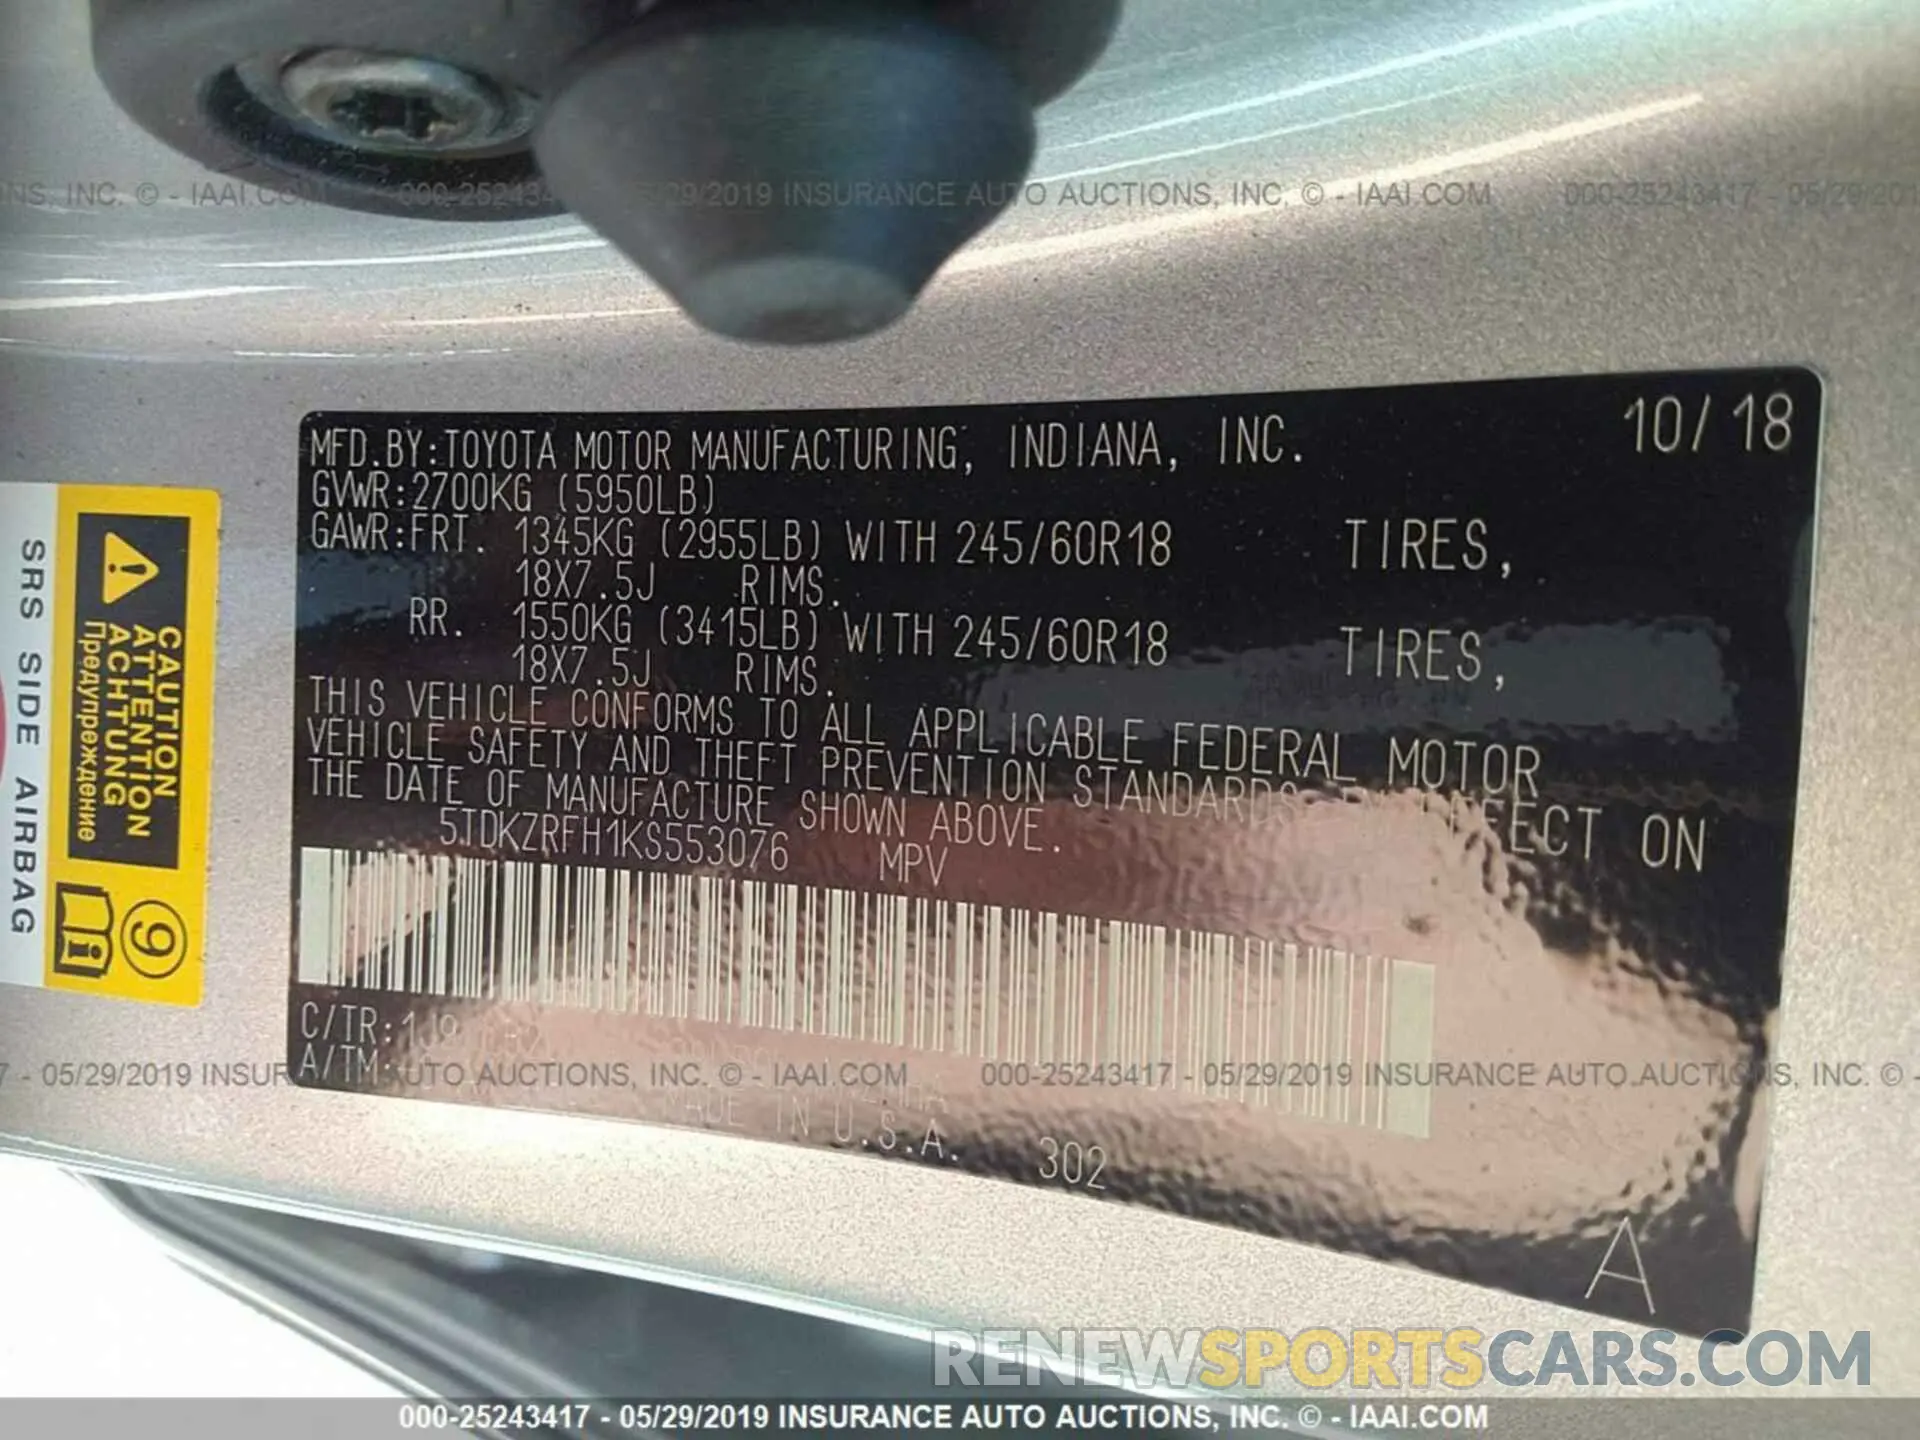 NS, INC. © - IAAI.COM 000-25243417 - 05/29/2019 INSURANCE AUTO AUCTIONS, INC. © - IAAI.COM 000-25243417 - 05/29/201
10/18
MFD.BY:TOYOTA MOTOR MANUFACTURING, INDIANA, INC.
GVWR:2700KG (5950LB)
GAWR:FRT. 1345KG (2955LB) WITH 245/60R18 TIRES,
18X7.5J RIMS.
RR. 1550KG (3415LB) WITH 245/60R18 TIRES,
18X7.5J RIMS.
THIS VEHICLE CONFORMS TO ALL APPLICABLE FEDERAL MOTOR
VEHICLE SAFETY AND THEFT PREVENTION STANDARDS IN EFFECT ON
THE DATE OF MANUFACTURE SHOWN ABOVE.
5TDKZRFH1KS553076 MPV
C/TR:
A/TM:
MADE IN U.S.A. 302
A
CAUTION
ATTENTION
ACHTUNG
Предупреждение
SRS SIDE AIRBAG
9
7 - 05/29/2019 INSURANCE AUTO AUCTIONS, INC. © - IAAI.COM 000-25243417 - 05/29/2019 INSURANCE AUTO AUCTIONS, INC. © -
RENEWSPORTSCARS.COM
000-25243417 - 05/29/2019 INSURANCE AUTO AUCTIONS, INC. © - IAAI.COM